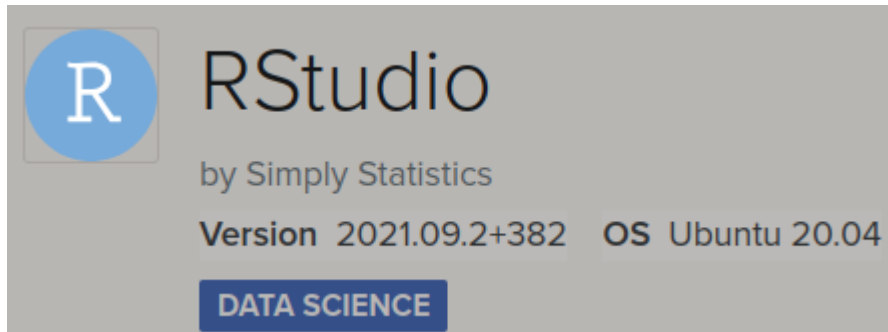 R
RStudio
by Simply Statistics
Version 2021.09.2+382 OS Ubuntu 20.04
DATA SCIENCE